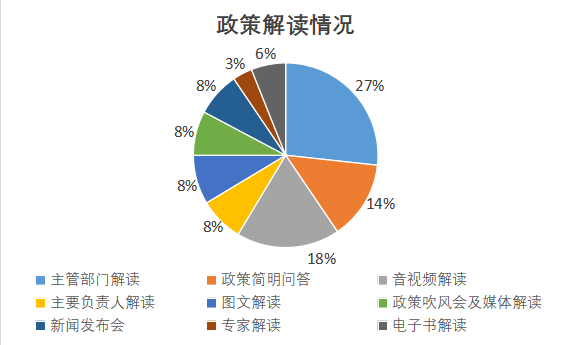 政策解读情况
6%
3%
27%
8%
8%
8%
14%
8%
18%
主管部门解读 政策简明问答 音视频解读
主要负责人解读 图文解读 政策吹风会及媒体解读
新闻发布会 专家解读 电子书解读